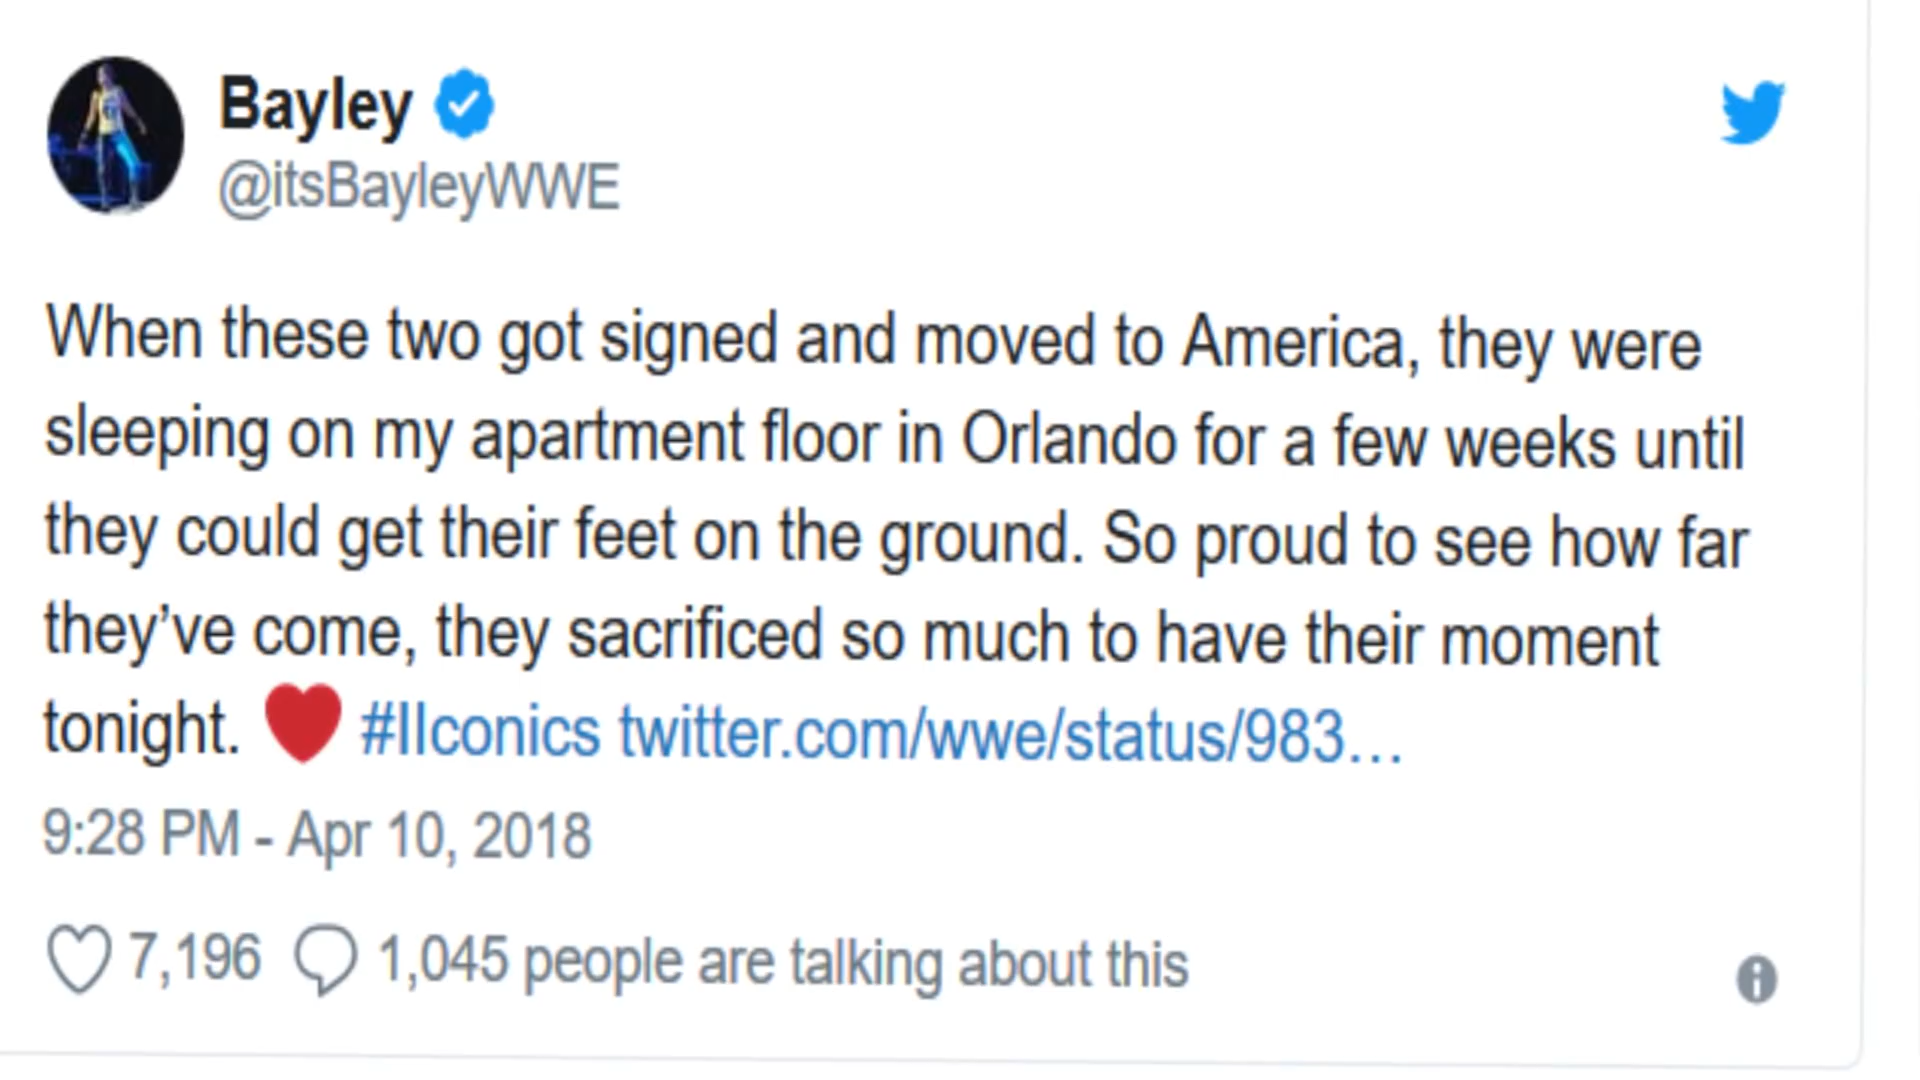 Bayley
@itsBayleyWWE
When these two got signed and moved to America, they were
sleeping on my apartment floor in Orlando for a few weeks until
they could get their feet on the ground. So proud to see how far
they’ve come, they sacrificed so much to have their moment
tonight. ❤️ #IIconics twitter.com/wwe/status/983…
9:28 PM - Apr 10, 2018
7,196 1,045 people are talking about this